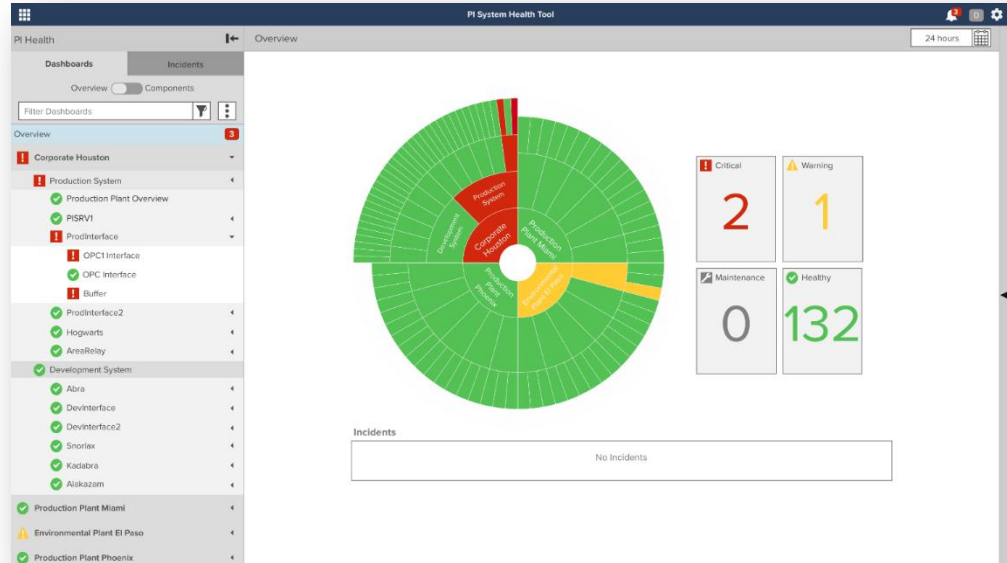 PI System Health Tool
3
0
PI Health
Overview
24 hours
Dashboards
Incidents
Overview
Components
Filter Dashboards
Overview
3
Corporate Houston
Production System
Production Plant Overview
PISRV1
ProdInterface
OPC1 Interface
OPC Interface
Buffer
ProdInterface2
Hogwarts
AreaRelay
Development System
Abra
DevInterface
DevInterface2
Snorlax
Kadabra
Alakazam
Production Plant Miami
Environmental Plant El Paso
Production Plant Phoenix
Production
System
Development
System
Corporate
Houston
Production
Plant Miami
Production
Plant
Phoenix
Environmental
Plant El Paso
Critical
2
Warning
1
Maintenance
0
Healthy
132
Incidents
No Incidents